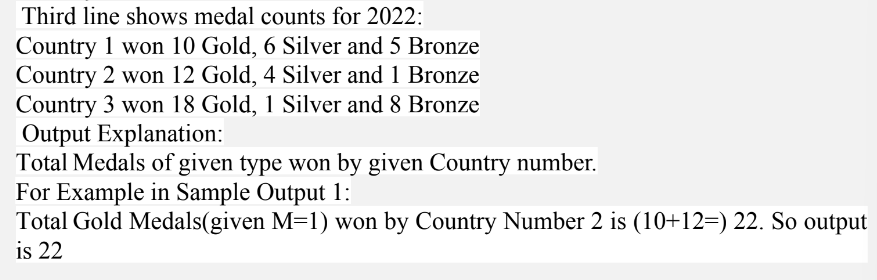 Third line shows medal counts for 2022:
Country 1 won 10 Gold, 6 Silver and 5 Bronze
Country 2 won 12 Gold, 4 Silver and 1 Bronze
Country 3 won 18 Gold, 1 Silver and 8 Bronze
Output Explanation:
Total Medals of given type won by given Country number.
For Example in Sample Output 1:
Total Gold Medals(given M=1) won by Country Number 2 is (10+12=) 22. So output
is 22